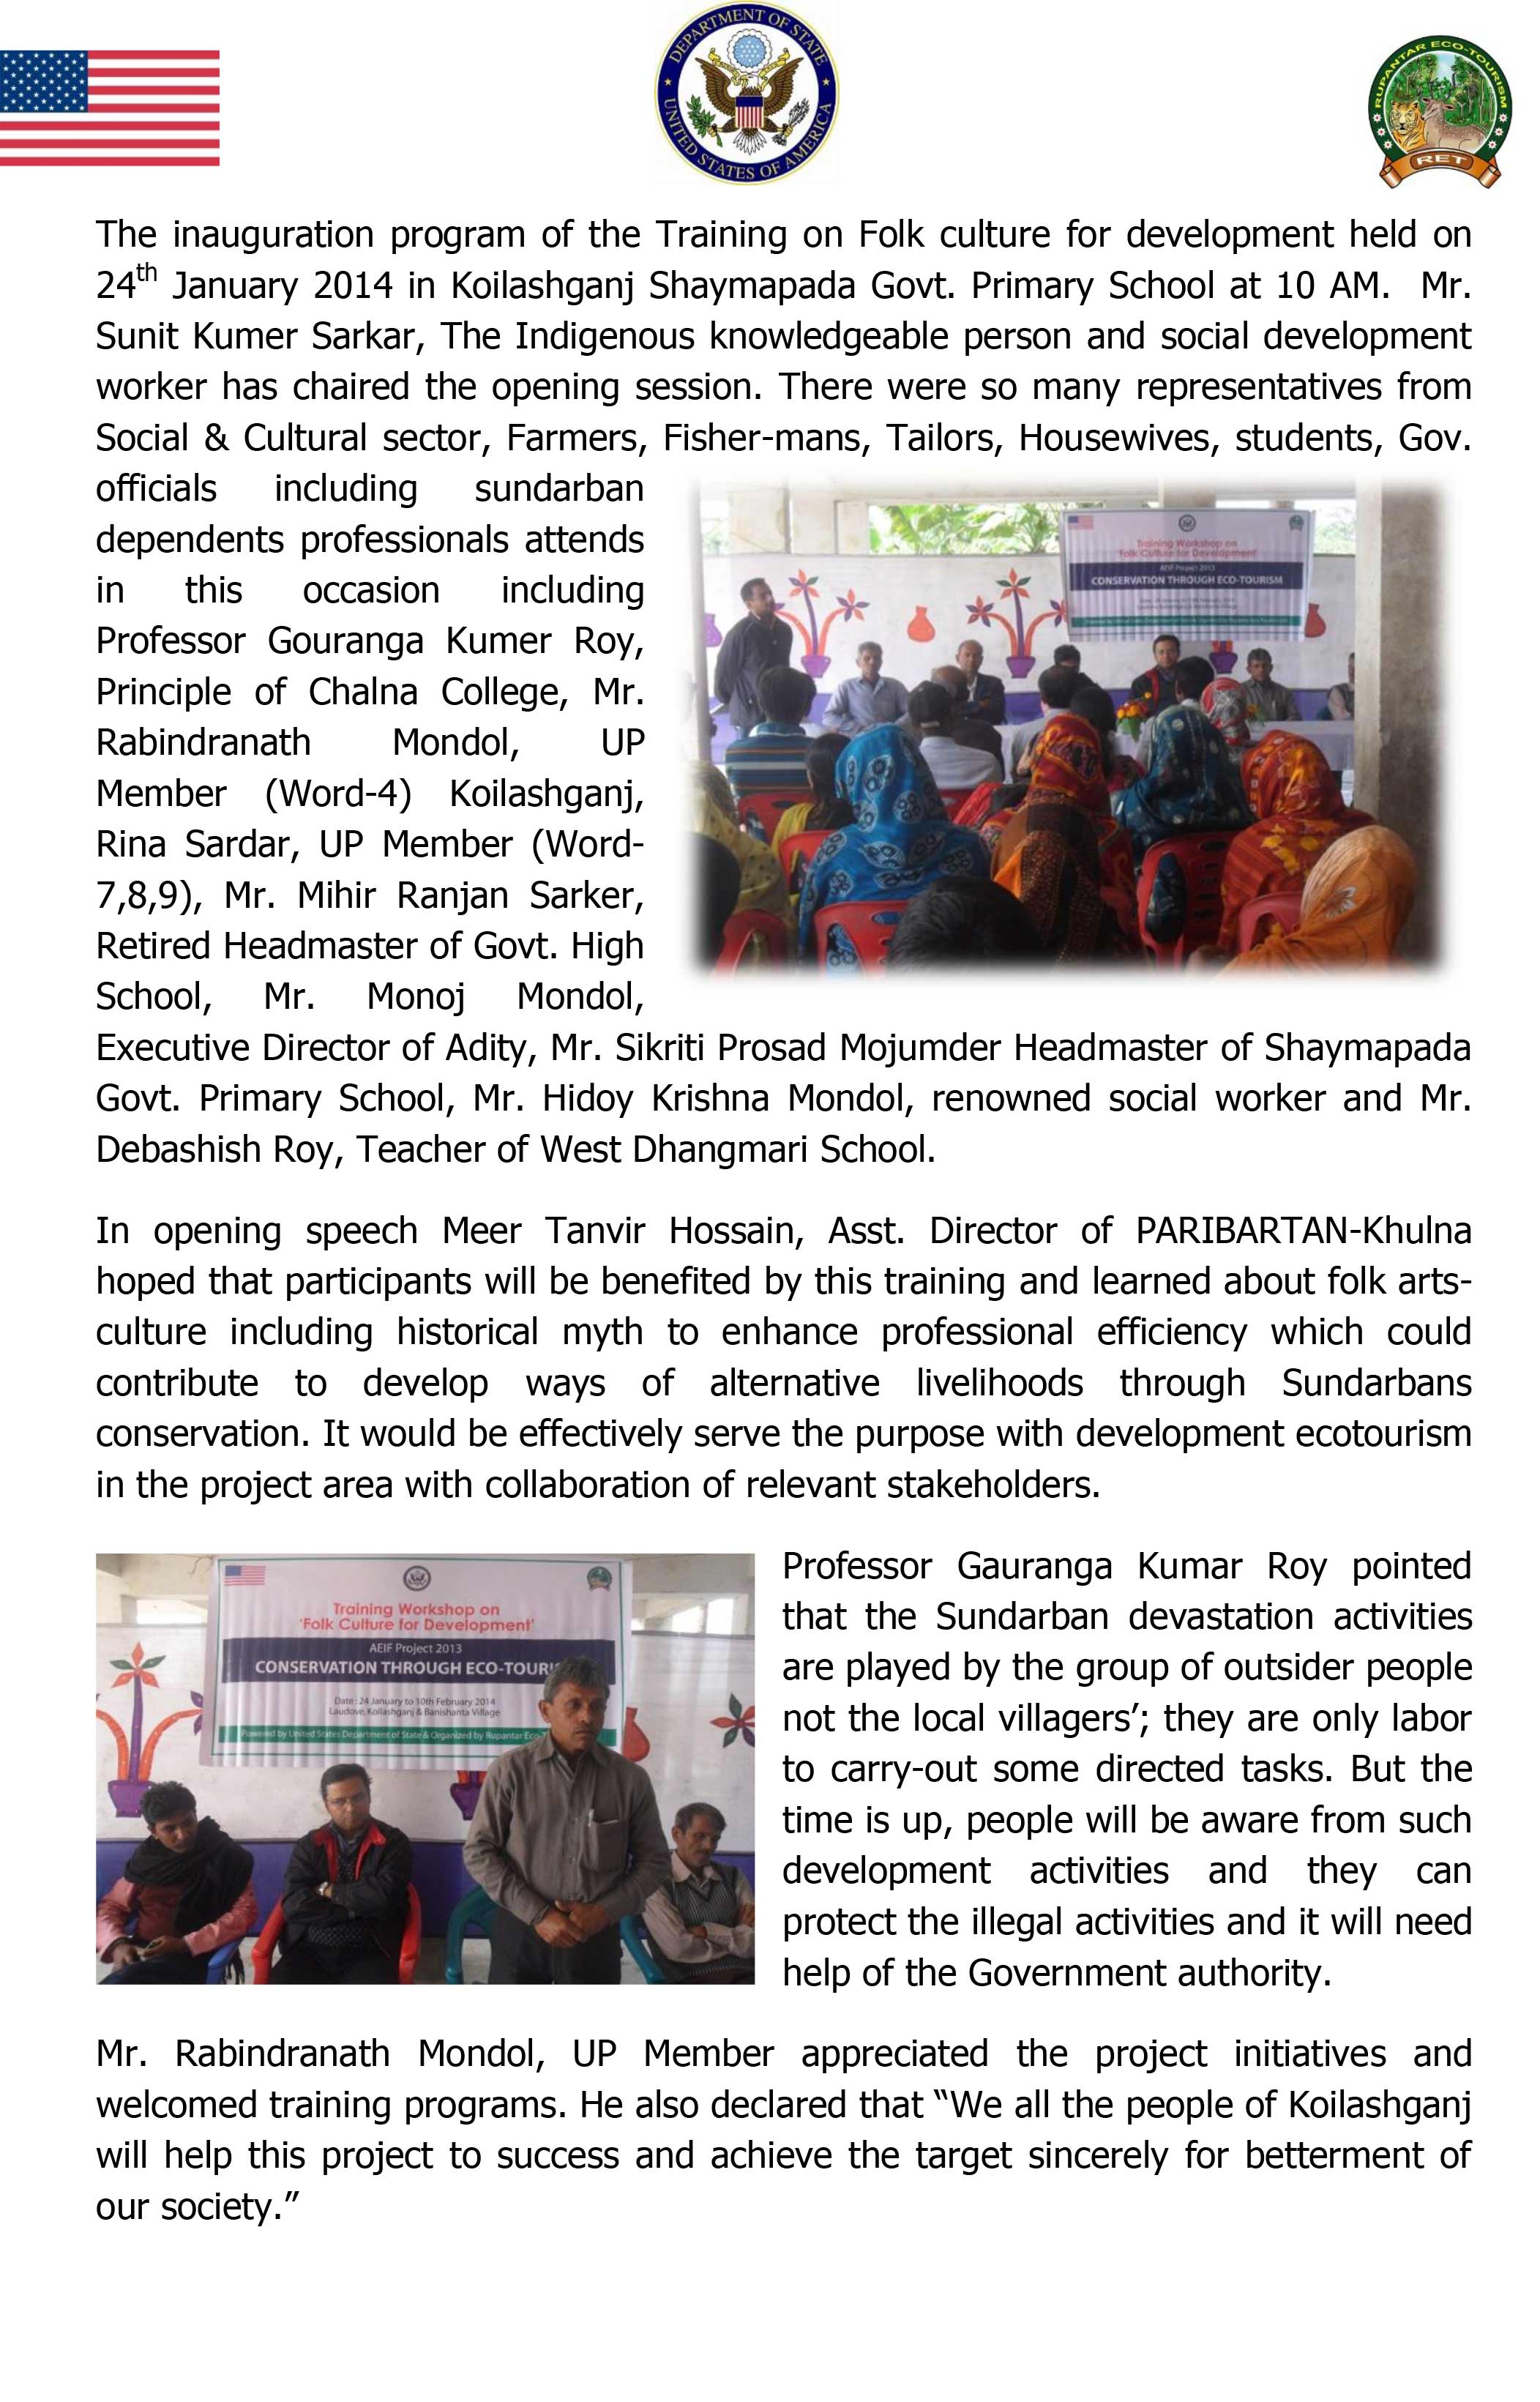 DEPARTMENT OF STATE
UNITED STATES OF AMERICA
RUPANTAR ECO-TOURISM
RET
The inauguration program of the Training on Folk culture for development held on
24th January 2014 in Koilashganj Shaymapada Govt. Primary School at 10 AM. Mr.
Sunit Kumer Sarkar, The Indigenous knowledgeable person and social development
worker has chaired the opening session. There were so many representatives from
Social & Cultural sector, Farmers, Fisher-mans, Tailors, Housewives, students, Gov.
officials including sundarban
dependents professionals attends
in this occasion including
Professor Gouranga Kumer Roy,
Principle of Chalna College, Mr.
Rabindranath Mondol, UP
Member (Word-4) Koilashganj,
Rina Sardar, UP Member (Word-
7,8,9), Mr. Mihir Ranjan Sarker,
Retired Headmaster of Govt. High
School, Mr. Monoj Mondol,
Training Workshop on
Folk Culture for Development'
AEIF Project 2013
CONSERVATION THROUGH ECO-TOURISM
Executive Director of Adity, Mr. Sikriti Prosad Mojumder Headmaster of Shaymapada
Govt. Primary School, Mr. Hidoy Krishna Mondol, renowned social worker and Mr.
Debashish Roy, Teacher of West Dhangmari School.
In opening speech Meer Tanvir Hossain, Asst. Director of PARIBARTAN-Khulna
hoped that participants will be benefited by this training and learned about folk arts-
culture including historical myth to enhance professional efficiency which could
contribute to develop ways of alternative livelihoods through Sundarbans
conservation. It would be effectively serve the purpose with development ecotourism
in the project area with collaboration of relevant stakeholders.
Training Workshop on
'Folk Culture for Development'
AEIF Project 2013
CONSERVATION THROUGH ECO-TOURIS
Date : 24 January to 10th February 2014
Laudove, Koilashganj & Banishanta Village
Powered by United States Department of State & Organized by Rupantar Eco-T
Professor Gauranga Kumar Roy pointed
that the Sundarban devastation activities
are played by the group of outsider people
not the local villagers’; they are only labor
to carry-out some directed tasks. But the
time is up, people will be aware from such
development activities and they can
protect the illegal activities and it will need
help of the Government authority.
Mr. Rabindranath Mondol, UP Member appreciated the project initiatives and
welcomed training programs. He also declared that “We all the people of Koilashganj
will help this project to success and achieve the target sincerely for betterment of
our society.”